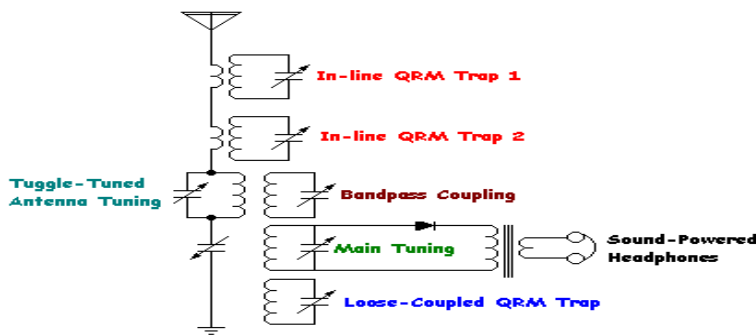 In-line QRM Trap 1
In-line QRM Trap 2
Tuggle-Tuned
Antenna Tuning
Bandpass Coupling
Main Tuning
Sound-Powered
Headphones
Loose-Coupled QRM Trap